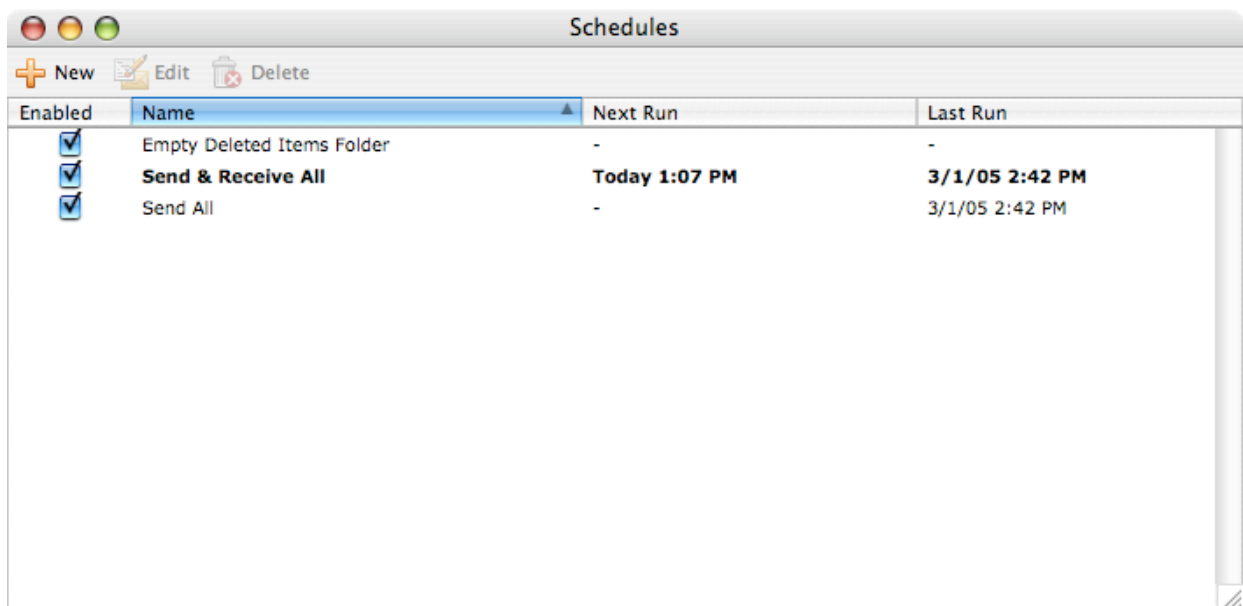 Schedules
New Edit Delete
Enabled Name Next Run Last Run
Empty Deleted Items Folder - -
Send & Receive All Today 1:07 PM 3/1/05 2:42 PM
Send All - 3/1/05 2:42 PM